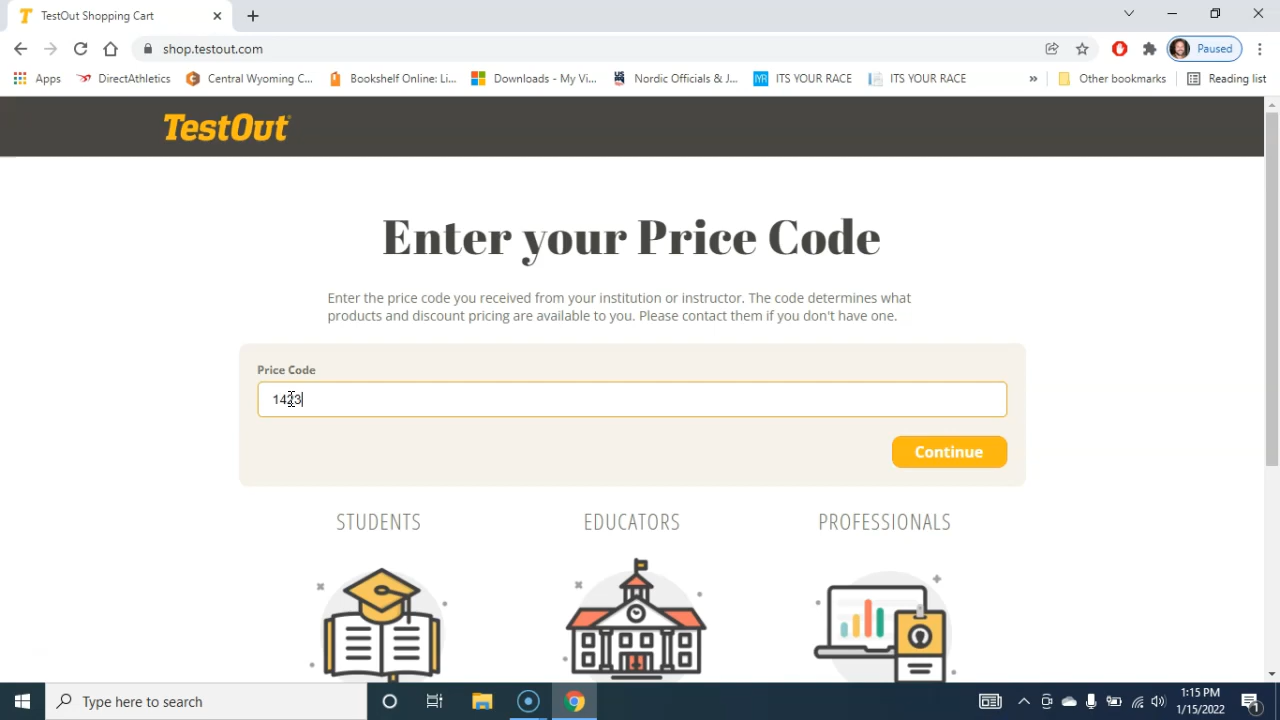 TestOut Shopping Cart
shop.testout.com
Paused
Apps
DirectAthletics
Central Wyoming C...
Bookshelf Online: Li...
Downloads - My Vi...
Nordic Officials & J...
ITS YOUR RACE
ITS YOUR RACE
»
Other bookmarks
Reading list
TestOut
Enter your Price Code
Enter the price code you received from your institution or instructor. The code determines what
products and discount pricing are available to you. Please contact them if you don't have one.
Price Code
1423
Continue
STUDENTS
EDUCATORS
PROFESSIONALS
Type here to search
1:15 PM
1/15/2022